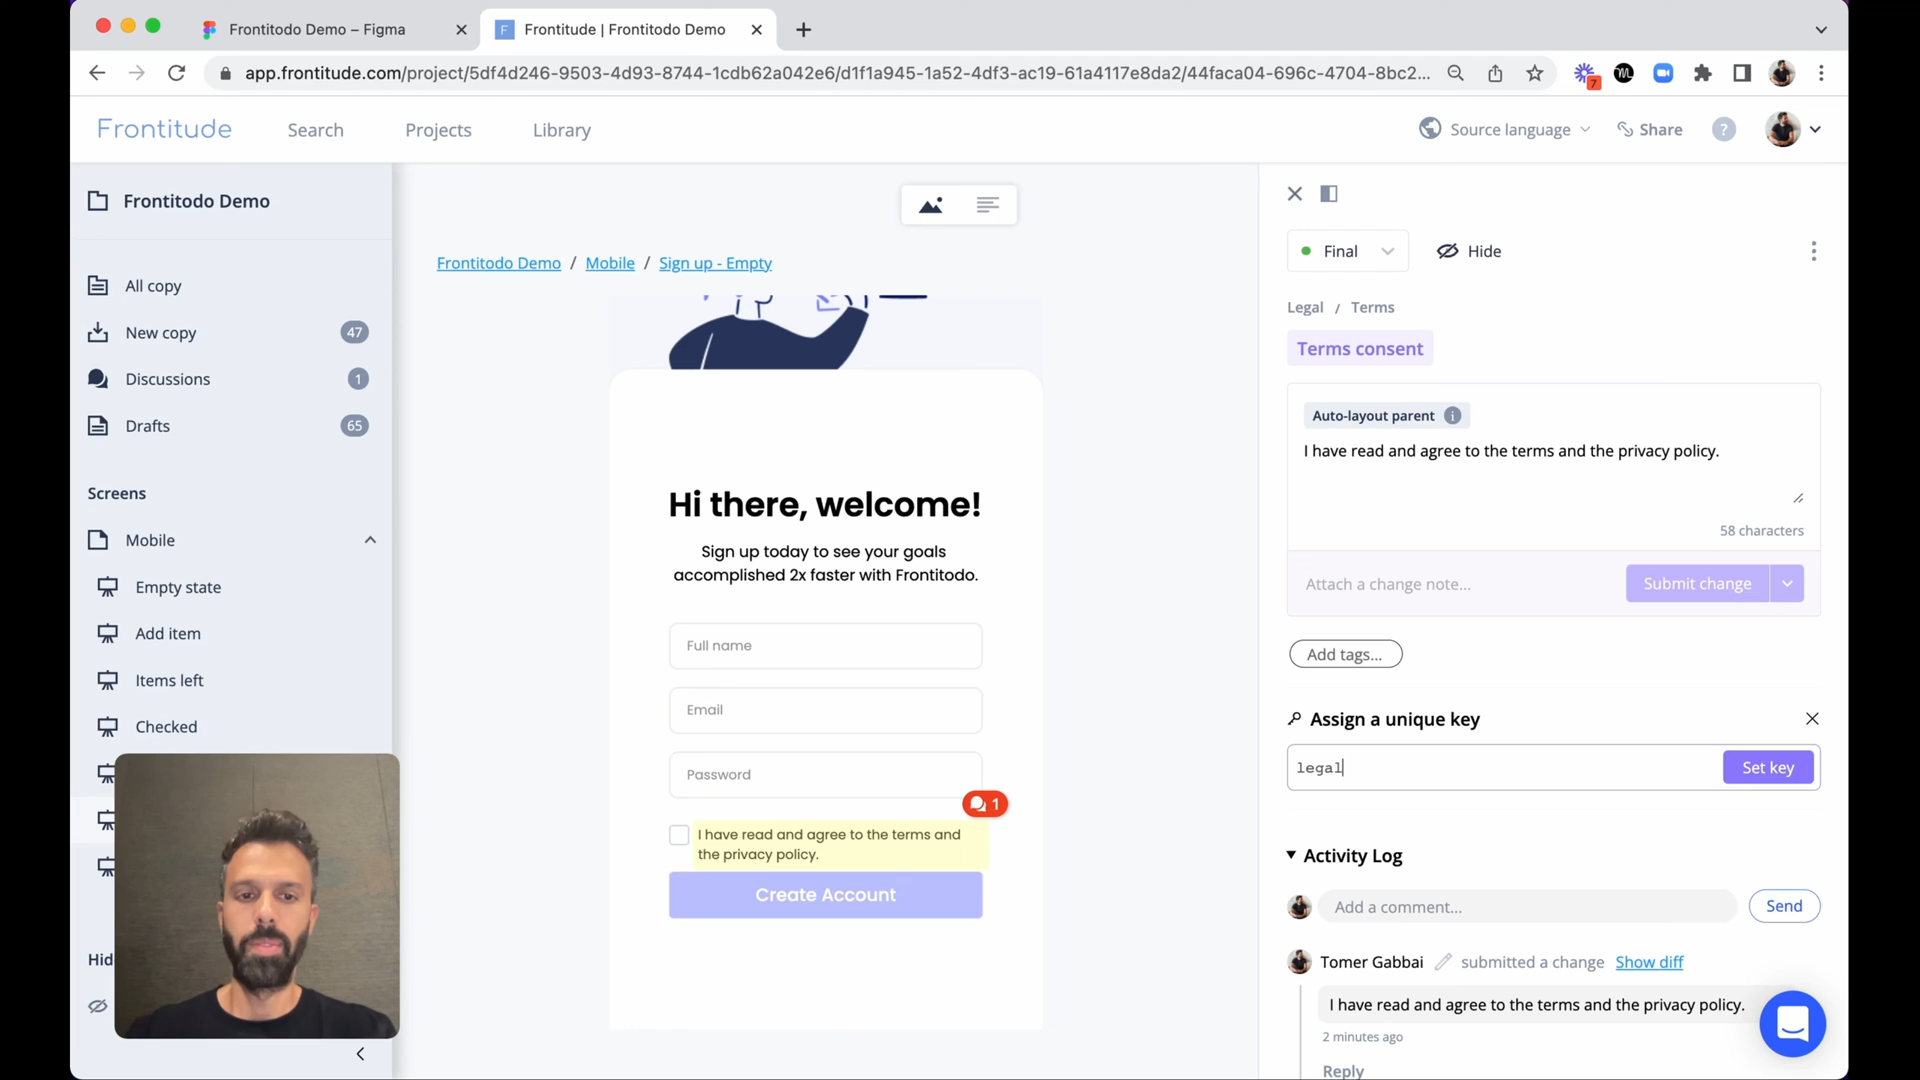 Frontitodo Demo – Figma
Frontitude | Frontitodo Demo
app.frontitude.com/project/5df4d246-9503-4d93-8744-1cdb62a042e6/d1f1a945-1a52-4df3-ac19-61a4117e8da2/44faca04-696c-4704-8bc2...
7
Frontitude
Search
Projects
Library
Source language
Share
?
Frontitodo Demo
All copy
New copy
47
Discussions
1
Drafts
65
Screens
Mobile
Empty state
Add item
Items left
Checked
Hid
Frontitodo Demo / Mobile / Sign up - Empty
Hi there, welcome!
Sign up today to see your goals
accomplished 2x faster with Frontitodo.
Full name
Email
Password
1
I have read and agree to the terms and
the privacy policy.
Create Account
Final
Hide
Legal / Terms
Terms consent
Auto-layout parent i
I have read and agree to the terms and the privacy policy.
58 characters
Attach a change note...
Submit change
Add tags...
Assign a unique key
legal
Set key
Activity Log
Add a comment...
Send
Tomer Gabbai submitted a change Show diff
I have read and agree to the terms and the privacy policy.
2 minutes ago
Reply